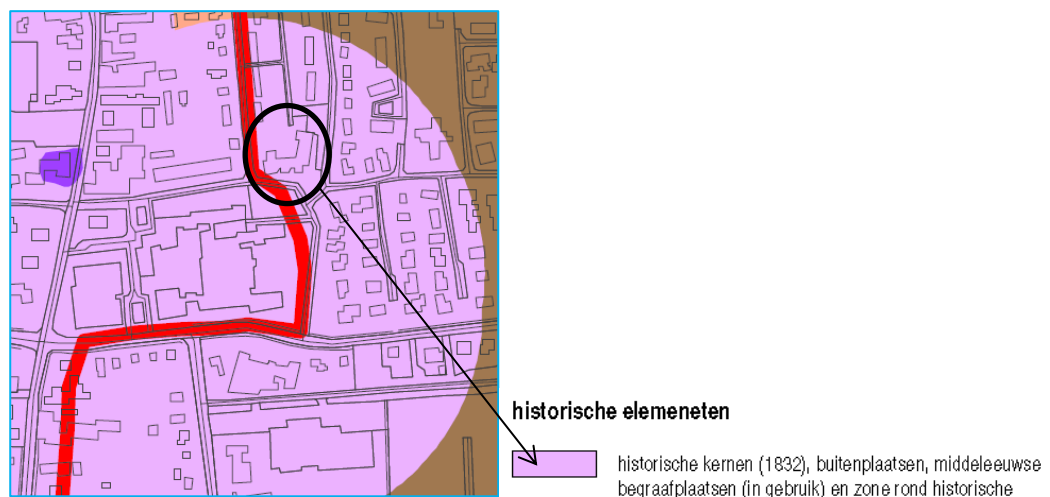 historische elemeneten
historische kernen (1832), buitenplaatsen, middeleeuwse
begraafplaatsen (in gebruik) en zone rond historische